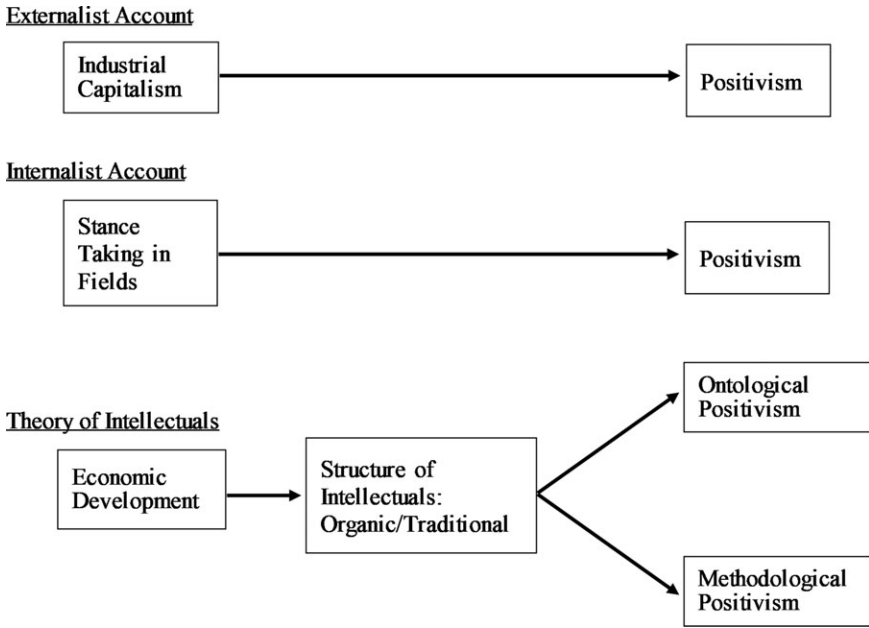 Externalist Account
Industrial
Capitalism
Positivism
Internalist Account
Stance
Taking in
Fields
Positivism
Theory of Intellectuals
Economic
Development
Structure of
Intellectuals:
Organic/Traditional
Ontological
Positivism
Methodological
Positivism